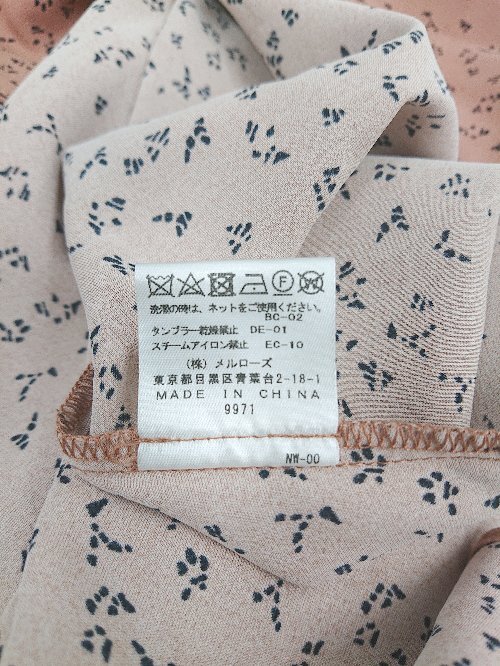 洗濯の時は、ネットをご使用ください。
BC-02
タンブラー乾燥禁止 DE-01
スチームアイロン禁止 EC-10
(株) メルローズ
東京都目黒区青葉台2-18-1
MADE IN CHINA
9971
NW-00